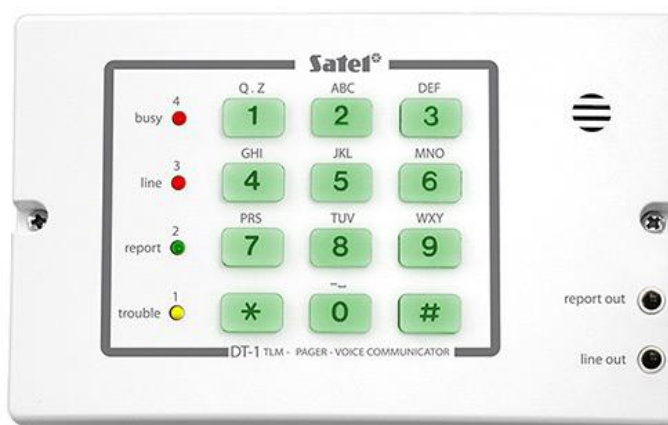 Satel
Q . Z ABC DEF
4
busy 1 2 3
GHI JKL MNO
3
line 4 5 6
PRS TUV WXY
2
report 7 8 9
1
trouble * 0 #
report out
line out
DT-1 TLM - PAGER - VOICE COMMUNICATOR